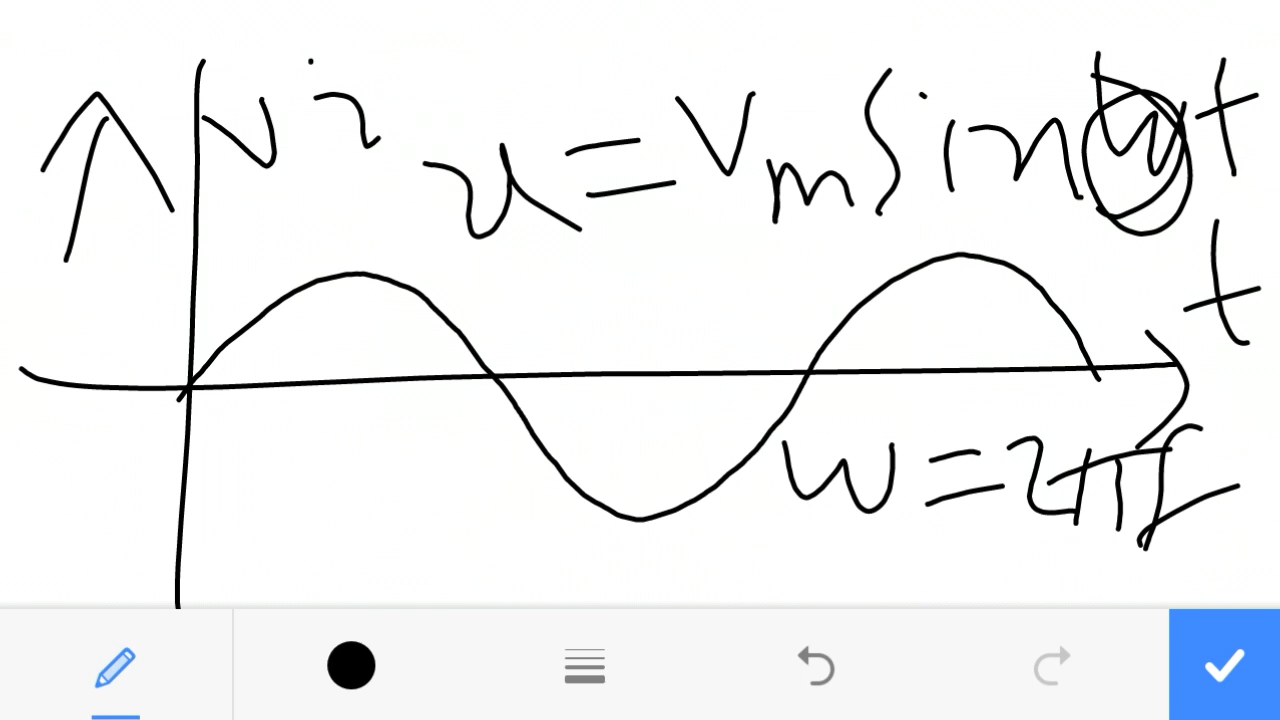 v i
u = Vm sin ωt
t
ω = 2πf